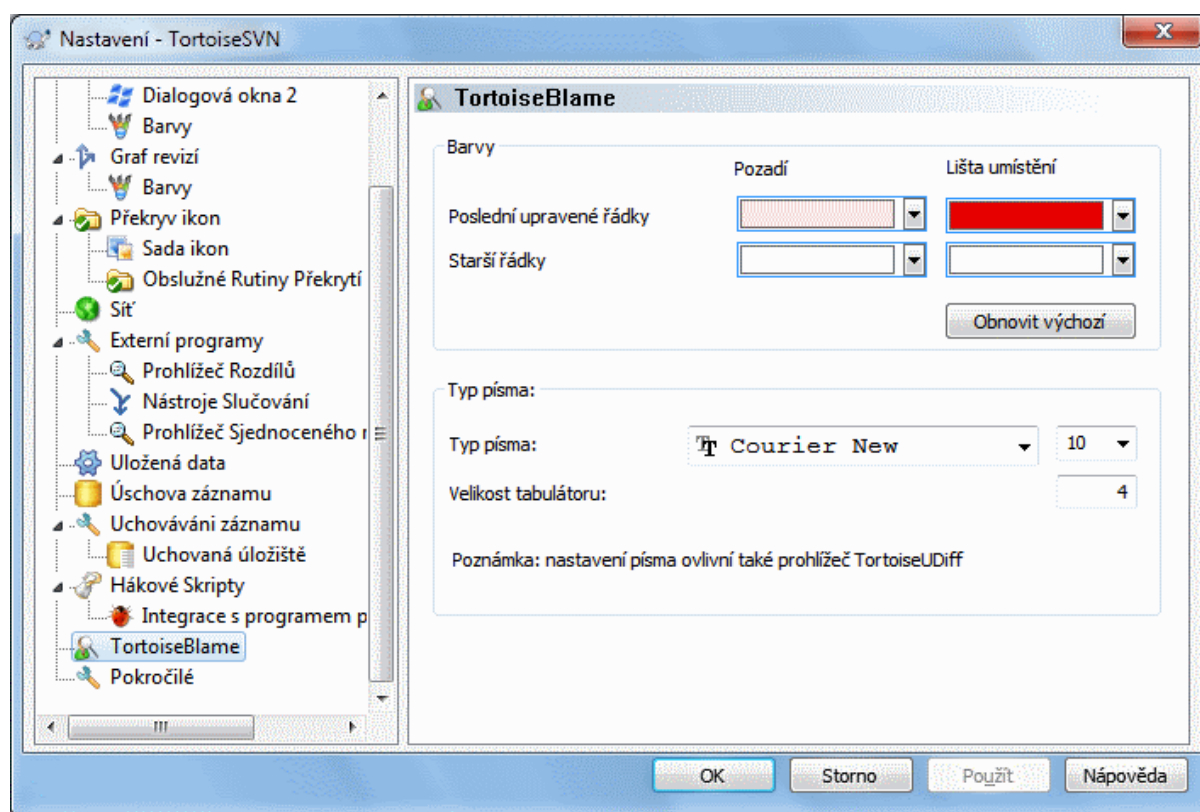 Nastavení - TortoiseSVN
Dialogová okna 2
Barvy
Graf revizí
Barvy
Překryv ikon
Sada ikon
Obslužné Rutiny Překrytí
Síť
Externí programy
Prohlížeč Rozdílů
Nástroje Slučování
Prohlížeč Sjednoceného r
Uložená data
Úschova záznamu
Uchováváni záznamu
Uchovaná úložiště
Hákové Skripty
Integrace s programem p
TortoiseBlame
Pokročilé
TortoiseBlame
Barvy
Pozadí
Lišta umístění
Poslední upravené řádky
Starší řádky
Obnovit výchozí
Typ písma:
Typ písma:
Courier New
10
Velikost tabulátoru:
4
Poznámka: nastavení písma ovlivní také prohlížeč TortoiseUDiff
OK
Storno
Použít
Nápověda